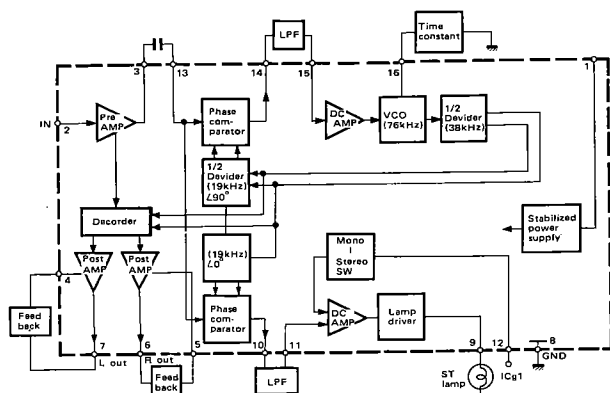 LPF
Time constant
3
13
14
15
16
1
IN
2
Pre AMP
Phase com-
parator
DC AMP
VCO
(76kHz)
1/2
Devider
(38kHz)
1/2
Devider
(19kHz)
∠90°
Decorder
Stabilized
power
supply
Mono
I
Stereo
SW
(19kHz)
∠0°
Post
AMP
Post
AMP
4
Feed
back
Phase
com-
parator
DC
AMP
Lamp
driver
7
L out
6
R out
5
10
11
9
12
8
GND
Feed
back
LPF
ST
lamp
ICg1